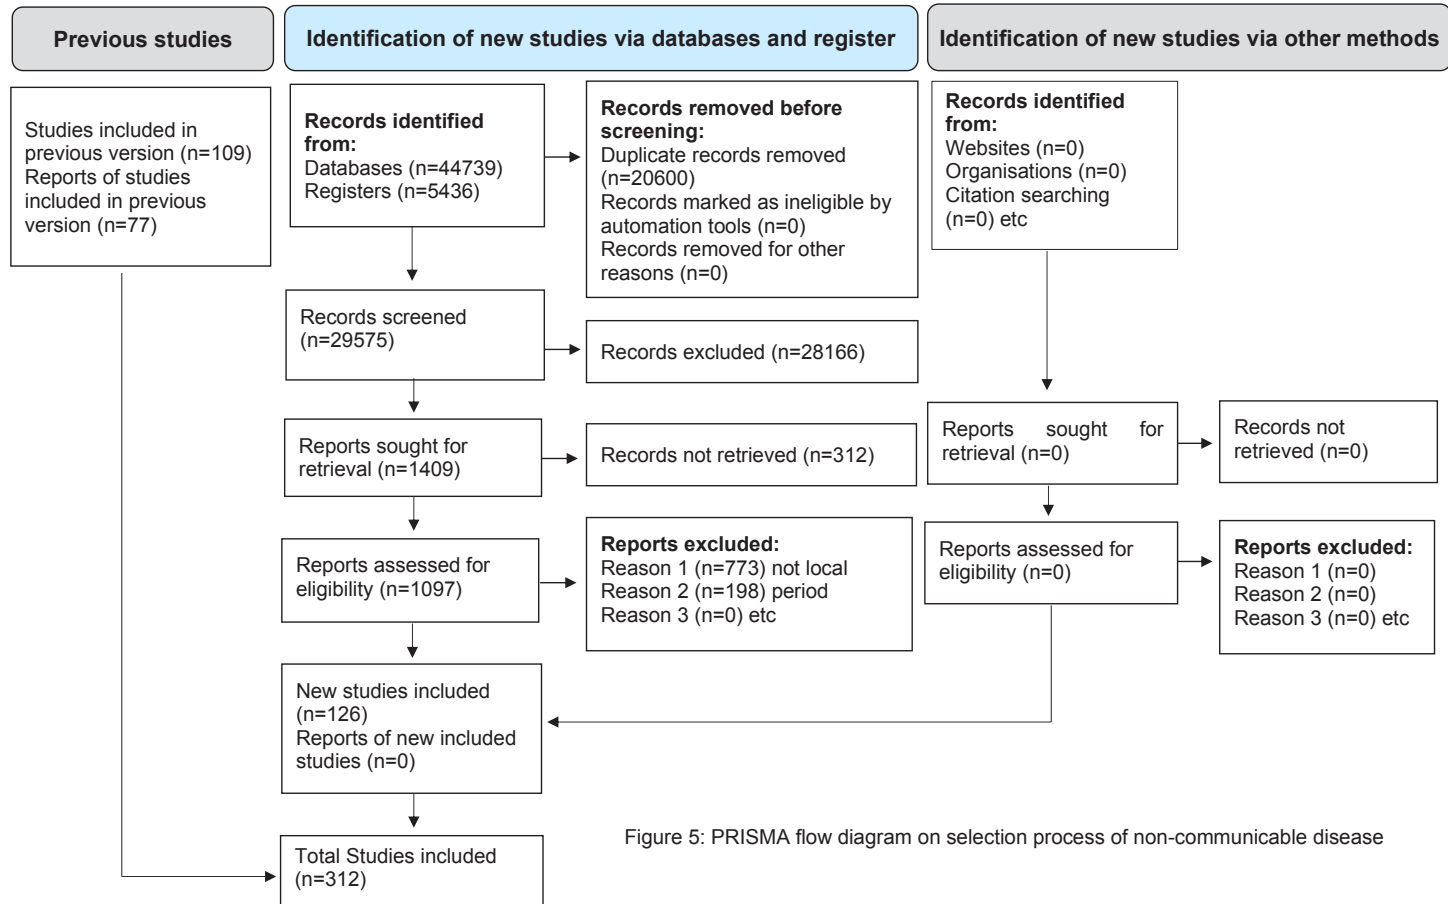 Previous studies
Identification of new studies via databases and register
Identification of new studies via other methods
Studies included in
previous version (n=109)
Reports of studies
included in previous
version (n=77)
Records identified
from:
Databases (n=44739)
Registers (n=5436)
Records removed before
screening:
Duplicate records removed
(n=20600)
Records marked as ineligible by
automation tools (n=0)
Records removed for other
reasons (n=0)
Records identified
from:
Websites (n=0)
Organisations (n=0)
Citation searching
(n=0) etc
Records screened
(n=29575)
Records excluded (n=28166)
Reports sought for
retrieval (n=1409)
Records not retrieved (n=312)
Reports sought for
retrieval (n=0)
Records not
retrieved (n=0)
Reports assessed for
eligibility (n=1097)
Reports excluded:
Reason 1 (n=773) not local
Reason 2 (n=198) period
Reason 3 (n=0) etc
Reports assessed for
eligibility (n=0)
Reports excluded:
Reason 1 (n=0)
Reason 2 (n=0)
Reason 3 (n=0) etc
New studies included
(n=126)
Reports of new included
studies (n=0)
Total Studies included
(n=312)
Figure 5: PRISMA flow diagram on selection process of non-communicable disease